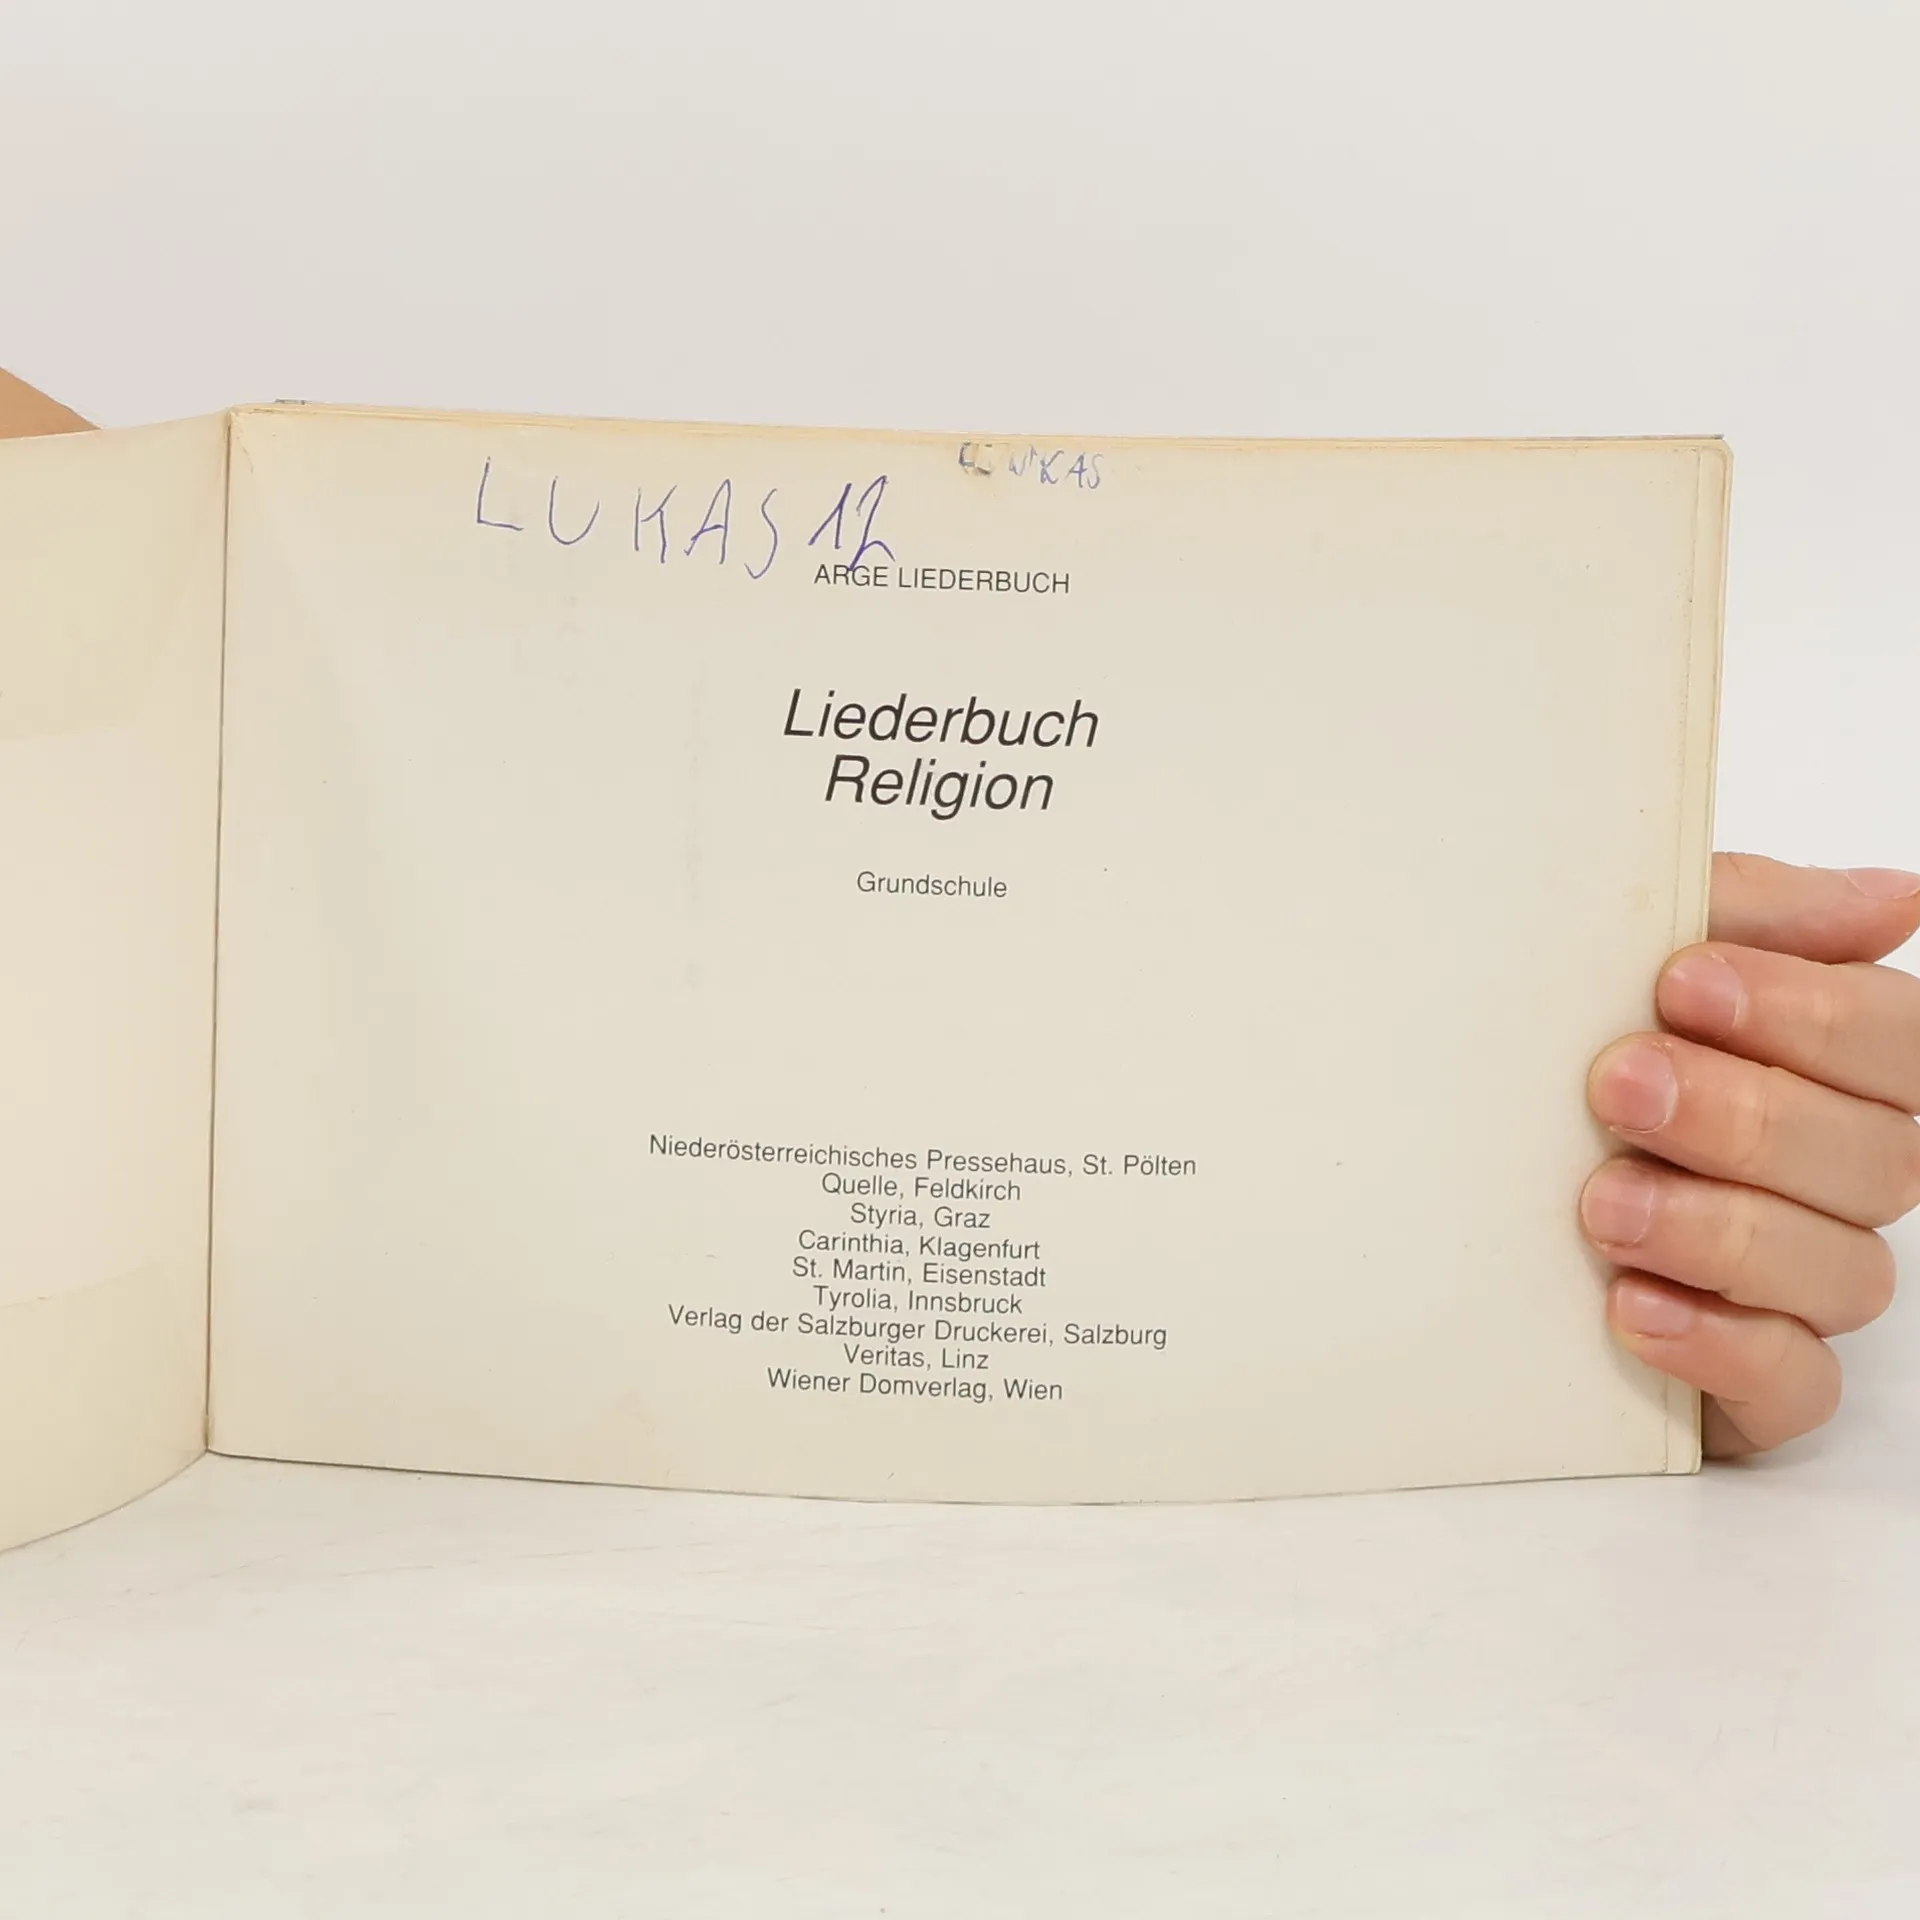 LUKAS 12
ARGE LIEDERBUCH
Liederbuch
Religion
Grundschule
Niederösterreichisches Pressehaus, St. Pölten
Quelle, Feldkirch
Styria, Graz
Carinthia, Klagenfurt
St. Martin, Eisenstadt
Tyrolia, Innsbruck
Verlag der Salzburger Druckerei, Salzburg
Veritas, Linz
Wiener Domverlag, Wien